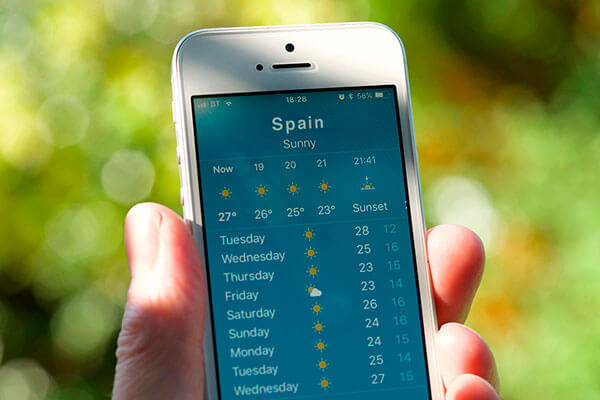 BT 18:28 56%
Spain
Sunny
Now 19 20 21 21:41
27° 26° 25° 23° Sunset
Tuesday 28 12
Wednesday 25 16
Thursday 23 15
Friday 23 14
Saturday 26 16
Sunday 24 16
Monday 24 15
Tuesday 25 14
Wednesday 27 15